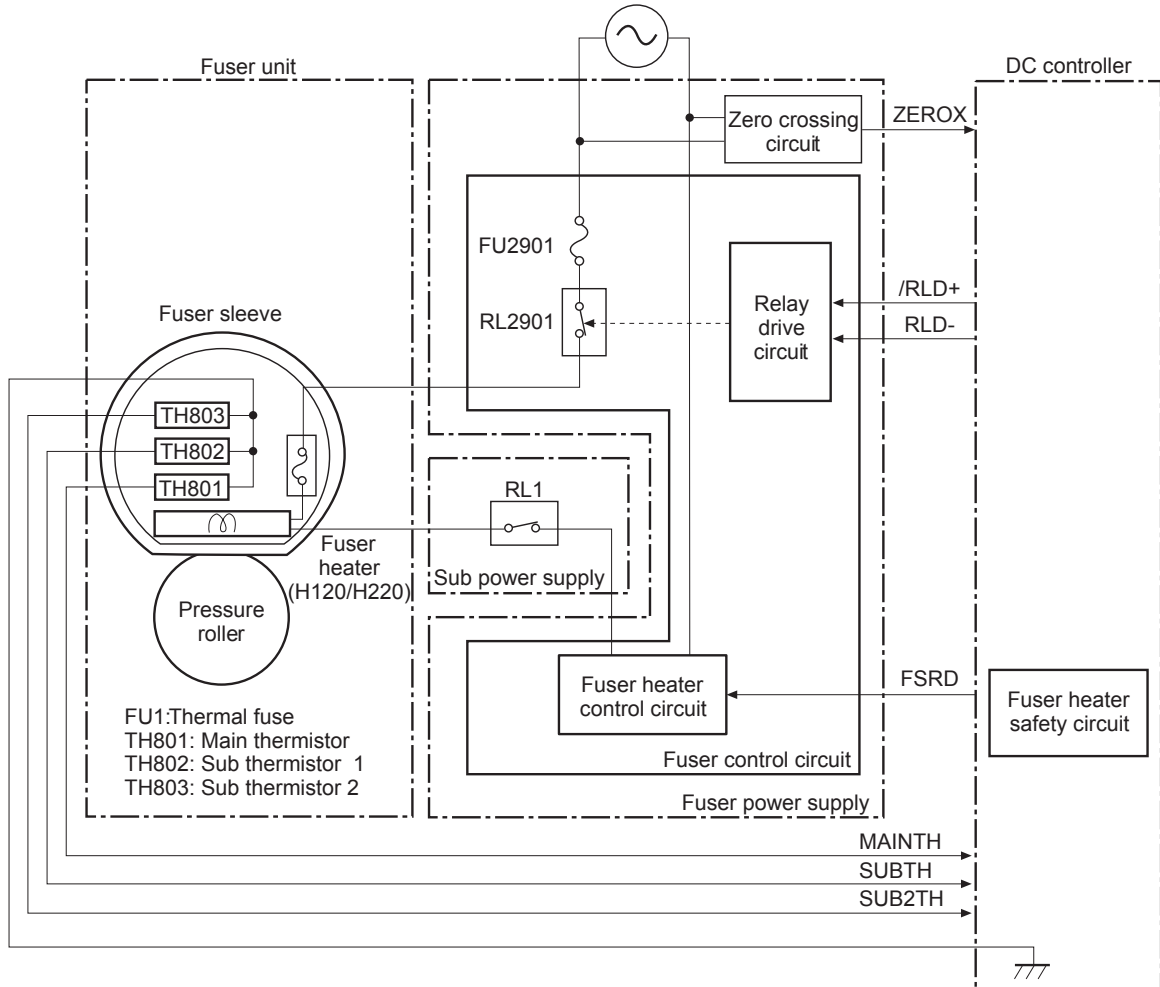 Fuser unit
DC controller
Zero crossing
circuit
ZEROX
FU2901
RL2901
Relay
drive
circuit
/RLD+
RLD-
Fuser sleeve
TH803
TH802
TH801
RL1
Sub power supply
Fuser
heater
(H120/H220)
Pressure
roller
Fuser heater
control circuit
FSRD
Fuser heater
safety circuit
Fuser control circuit
Fuser power supply
FU1:Thermal fuse
TH801: Main thermistor
TH802: Sub thermistor 1
TH803: Sub thermistor 2
MAINTH
SUBTH
SUB2TH